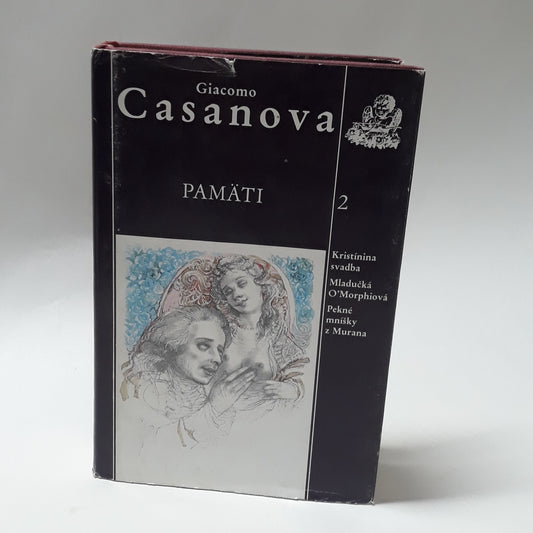 Giacomo
Casanova
PAMÄTI
2
Kristínina
svadba
Mladučká
O'Morphiová
Pekné
mníšky
z Murana